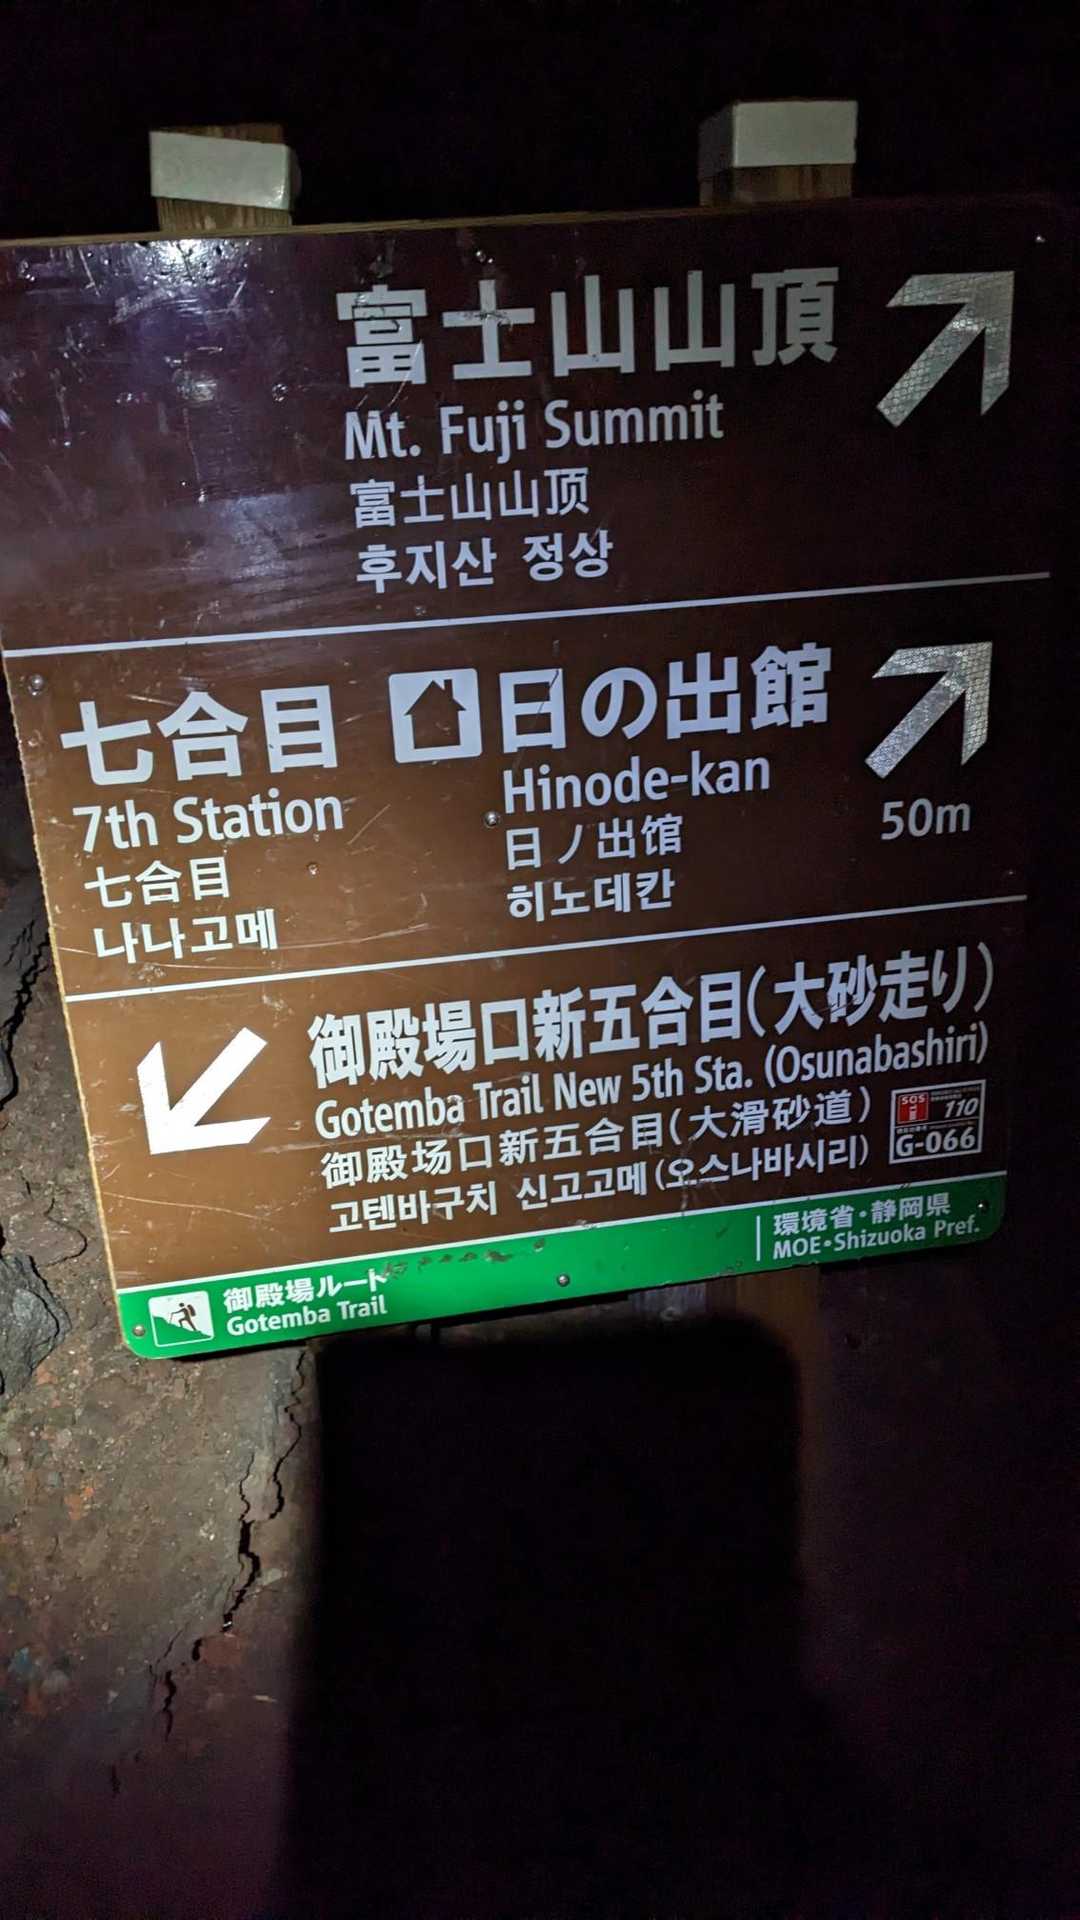 富士山山頂
Mt. Fuji Summit
富士山山顶
후지산 정상
七合目 日の出館
7th Station Hinode-kan
七合目 日ノ出馆
나나고메 히노데칸
50m
御殿場口新五合目(大砂走り)
Gotemba Trail New 5th Sta. (Osunabashiri)
御殿场口新五合目(大滑砂道)
고텐바구치 신고고메(오스나바시리)
SOS 110
G-066
御殿場ルート
Gotemba Trail
環境省・静岡県
MOE・Shizuoka Pref.